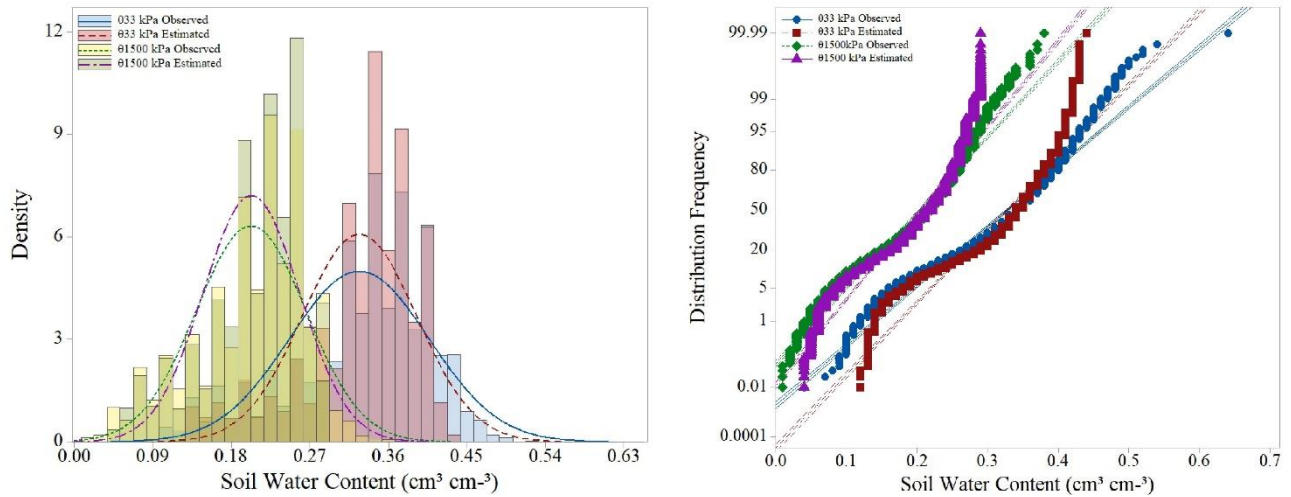 θ33 kPa Observed
θ33 kPa Estimated
θ1500 kPa Observed
θ1500 kPa Estimated
12
9
6
3
0
Density
0.00 0.09 0.18 0.27 0.36 0.45 0.54 0.63
Soil Water Content (cm³ cm-³)
θ33 kPa Observed
θ33 kPa Estimated
θ1500kPa Observed
θ1500 kPa Estimated
99.99
99
95
80
50
20
5
1
0.01
0.0001
Distribution Frequency
0.0 0.1 0.2 0.3 0.4 0.5 0.6 0.7
Soil Water Content (cm³ cm-³)